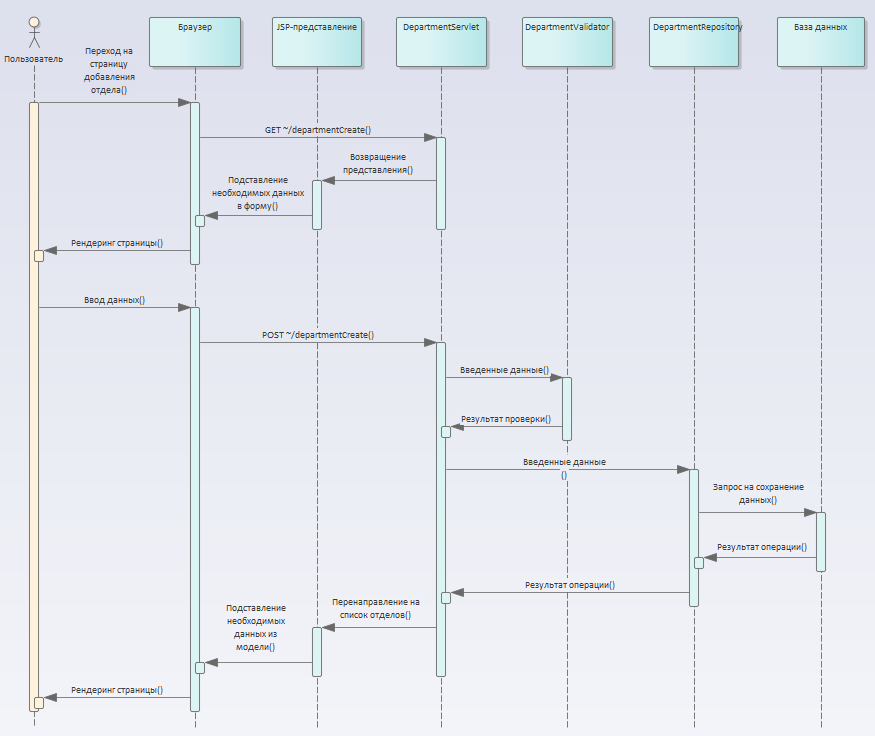 Браузер
JSP-представление
DepartmentServlet
DepartmentValidator
DepartmentRepository
База данных
Пользователь
Переход на
страницу
добавления
отдела()
GET ~/departmentCreate()
Возвращение
представления()
Подставление
необходимых данных
в форму()
Рендеринг страницы()
Ввод данных()
POST ~/departmentCreate()
Введенные данные()
Результат проверки()
Введенные данные
()
Запрос на сохранение
данных()
Результат операции()
Результат операции()
Перенаправление на
список отделов()
Подставление
необходимых
данных из
модели()
Рендеринг страницы()